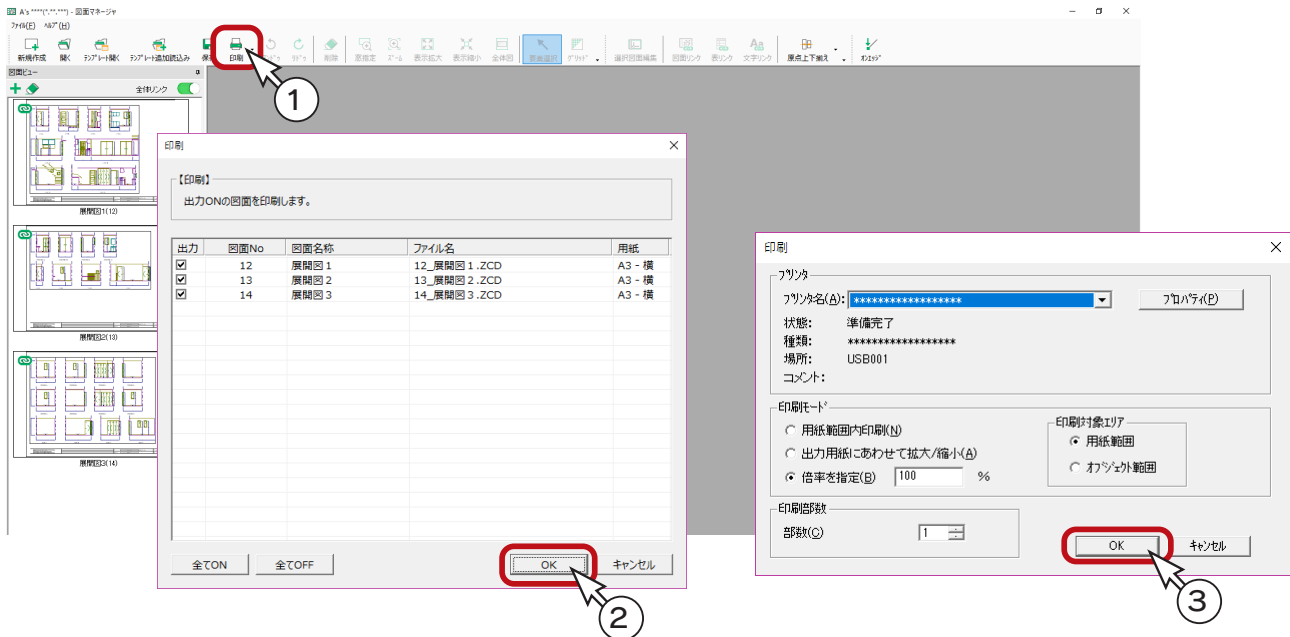 A's ****(*.**.***) - 図面マネージャ
ファイル(F) ヘルプ(H)
新規作成 開く テンプレート開く テンプレート追加読込み 印刷 リドゥ 削除 窓指定 ズーム 表示拡大 表示縮小 全体図 要素選択 グリッド 選択図面編集 図面リンク 表リンク 文字リンク 原点上下揃え オンエッジ
図面ビュー
全体リンク
①
展開図1(12)
展開図2(13)
展開図3(14)
印刷
【印刷】
出力ONの図面を印刷します。
出力 図面No 図面名称 ファイル名 用紙
12 展開図1 12_展開図1.ZCD A3 - 横
13 展開図2 13_展開図2.ZCD A3 - 横
14 展開図3 14_展開図3.ZCD A3 - 横
全てON 全てOFF OK キャンセル
②
印刷
プリンタ
プリンタ名(A): ****************** プロパティ(P)
状態: 準備完了
種類: ******************
場所: USB001
コメント:
印刷モード
用紙範囲内印刷(N)
出力用紙にあわせて拡大/縮小(A)
倍率を指定(B) 100 %
印刷対象エリア
用紙範囲
オブジェクト範囲
印刷部数
部数(C) 1
OK キャンセル
③